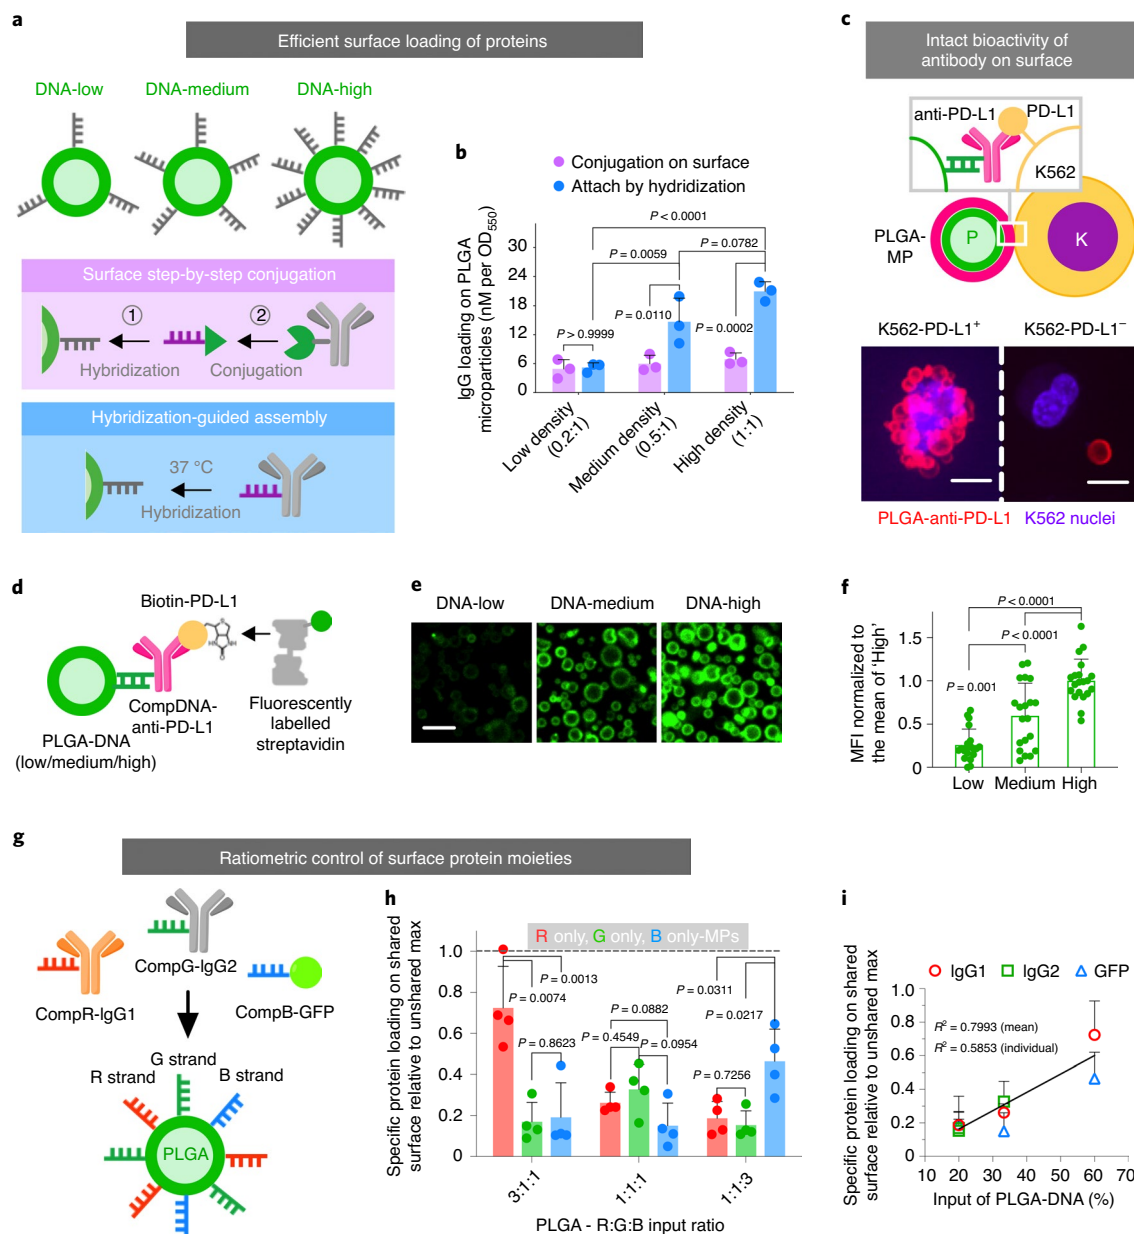 a
Efficient surface loading of proteins
DNA-low
DNA-medium
DNA-high
Surface step-by-step conjugation
1
2
Hybridization
Conjugation
Hybridization-guided assembly
37 °C
Hybridization
b
Conjugation on surface
Attach by hydridization
IgG loading on PLGA
microparticles (nM per OD550)
30
24
18
12
6
0
P < 0.0001
P = 0.0782
P = 0.0059
P = 0.0110
P = 0.0002
P > 0.9999
Low density
(0.2:1)
Medium density
(0.5:1)
High density
(1:1)
c
Intact bioactivity of
antibody on surface
anti-PD-L1
PD-L1
K562
PLGA-
MP
P
K
K562-PD-L1+
K562-PD-L1−
PLGA-anti-PD-L1
K562 nuclei
d
Biotin-PD-L1
CompDNA-
anti-PD-L1
Fluorescently
labelled
streptavidin
PLGA-DNA
(low/medium/high)
e
DNA-low
DNA-medium
DNA-high
f
MFI normalized to
the mean of ‘High’
1.5
1.0
0.5
0
P < 0.0001
P < 0.0001
P = 0.001
Low
Medium
High
g
Ratiometric control of surface protein moieties
CompG-IgG2
CompR-IgG1
CompB-GFP
G strand
R strand
B strand
PLGA
h
Specific protein loading on shared
surface relative to unshared max
R only, G only, B only-MPs
1.0
0.8
0.6
0.4
0.2
0
P = 0.0013
P = 0.0074
P = 0.8623
P = 0.0882
P = 0.4549
P = 0.0954
P = 0.0311
P = 0.0217
P = 0.7256
3:1:1
1:1:1
1:1:3
PLGA - R:G:B input ratio
i
IgG1
IgG2
GFP
Specific protein loading on shared
surface relative to unshared max
1.0
0.8
0.6
0.4
0.2
0
R2 = 0.7993 (mean)
R2 = 0.5853 (individual)
10
20
30
40
50
60
70
Input of PLGA-DNA (%)